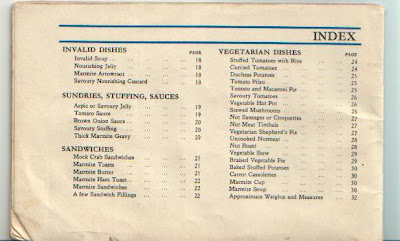 INDEX
INVALID DISHES PAGE
Invalid Soup ... 18
Nourishing Jelly 18
Marmite Arrowroot 18
Savoury Nourishing Custard 18
SUNDRIES, STUFFING, SAUCES
Aspic or Savoury Jelly 19
Tomato Sauce 19
Brown Onion Sauce 20
Savoury Stuffing 20
Thick Marmite Gravy 20
SANDWICHES
Mock Crab Sandwiches 21
Marmite Toasts 21
Marmite Butter 21
Marmite Ham Toast 22
Marmite Sandwiches 22
A few Sandwich Fillings 22
VEGETARIAN DISHES PAGE
Stuffed Tomatoes with Rice 24
Curried Tomatoes 24
Duchess Potatoes 25
Tomato Pilau 25
Tomato and Macaroni Pie 25
Savoury Tomatoes 26
Vegetable Hot Pot 26
Stewed Mushrooms 26
Nut Sausages or Croquettes 27
Nut Meat Timbale 27
Vegetarian Shepherd's Pie 27
Uncooked Nutmeat 28
Nut Roast 28
Vegetable Stew 29
Braised Vegetable Pie 29
Baked Stuffed Potatoes 30
Carrot Cassolettes 30
Marmite Cup 30
Marmite Soup 30
Approximate Weights and Measures 32